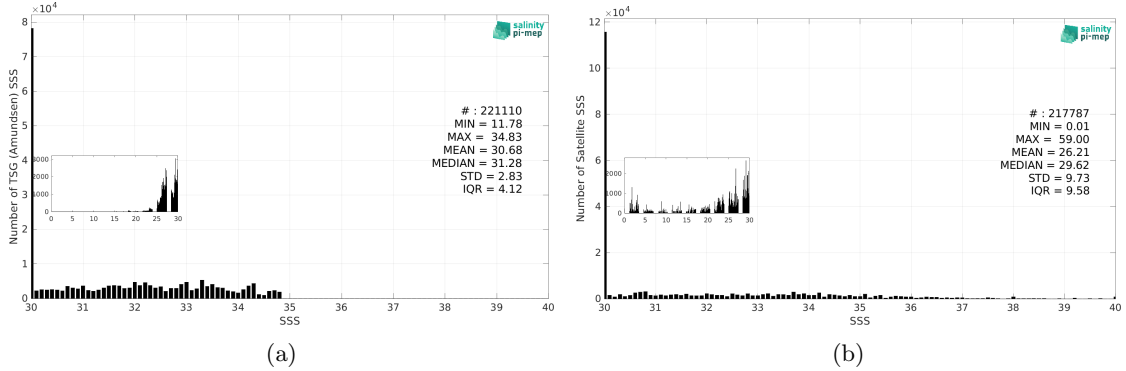 ×10⁴
8
7
6
5
4
3
2
1
0
Number of TSG (Amundsen) SSS
salinity
pi-mep
# : 221110
MIN = 11.78
MAX = 34.83
MEAN = 30.68
MEDIAN = 31.28
STD = 2.83
IQR = 4.12
3000
2000
1000
0
0 5 10 15 20 25 30
30 31 32 33 34 35 36 37 38 39 40
SSS
(a)
×10⁴
12
10
8
6
4
2
0
Number of Satellite SSS
salinity
pi-mep
# : 217787
MIN = 0.01
MAX = 59.00
MEAN = 26.21
MEDIAN = 29.62
STD = 9.73
IQR = 9.58
2000
1000
0
0 5 10 15 20 25 30
30 31 32 33 34 35 36 37 38 39 40
SSS
(b)